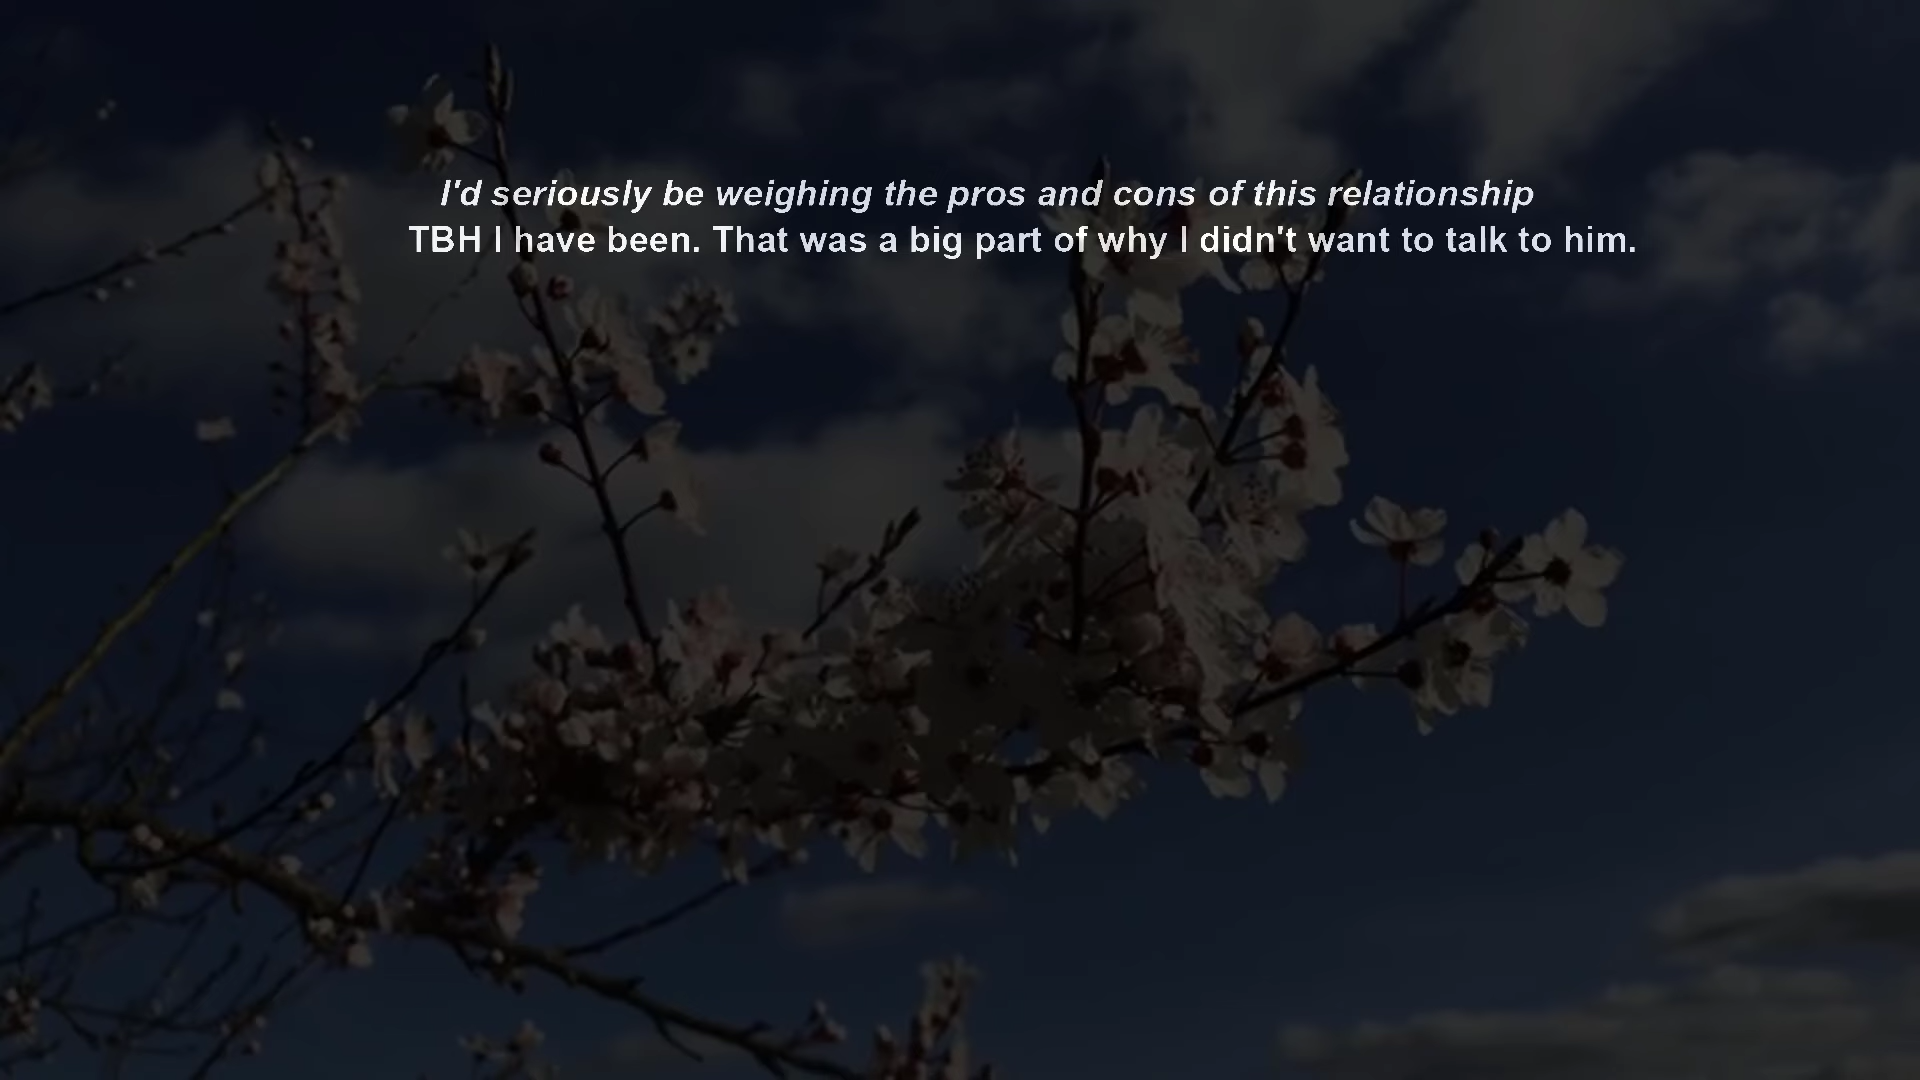 I'd seriously be weighing the pros and cons of this relationship
TBH I have been. That was a big part of why I didn't want to talk to him.